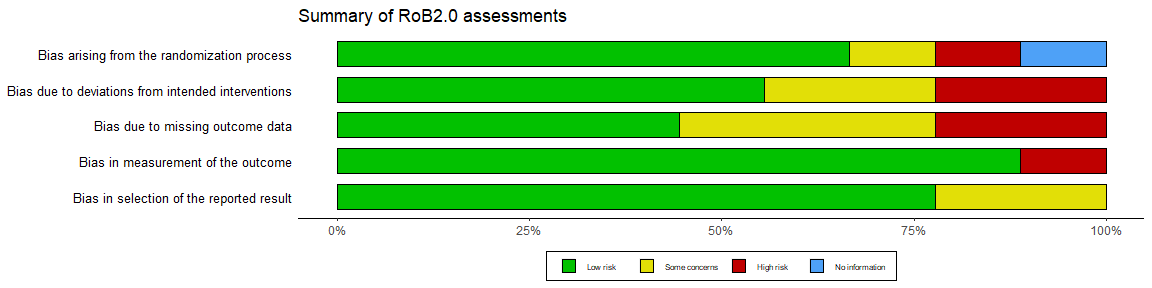 Summary of RoB2.0 assessments
Bias arising from the randomization process
Bias due to deviations from intended interventions
Bias due to missing outcome data
Bias in measurement of the outcome
Bias in selection of the reported result
0% 25% 50% 75% 100%
Low risk Some concerns High risk No information